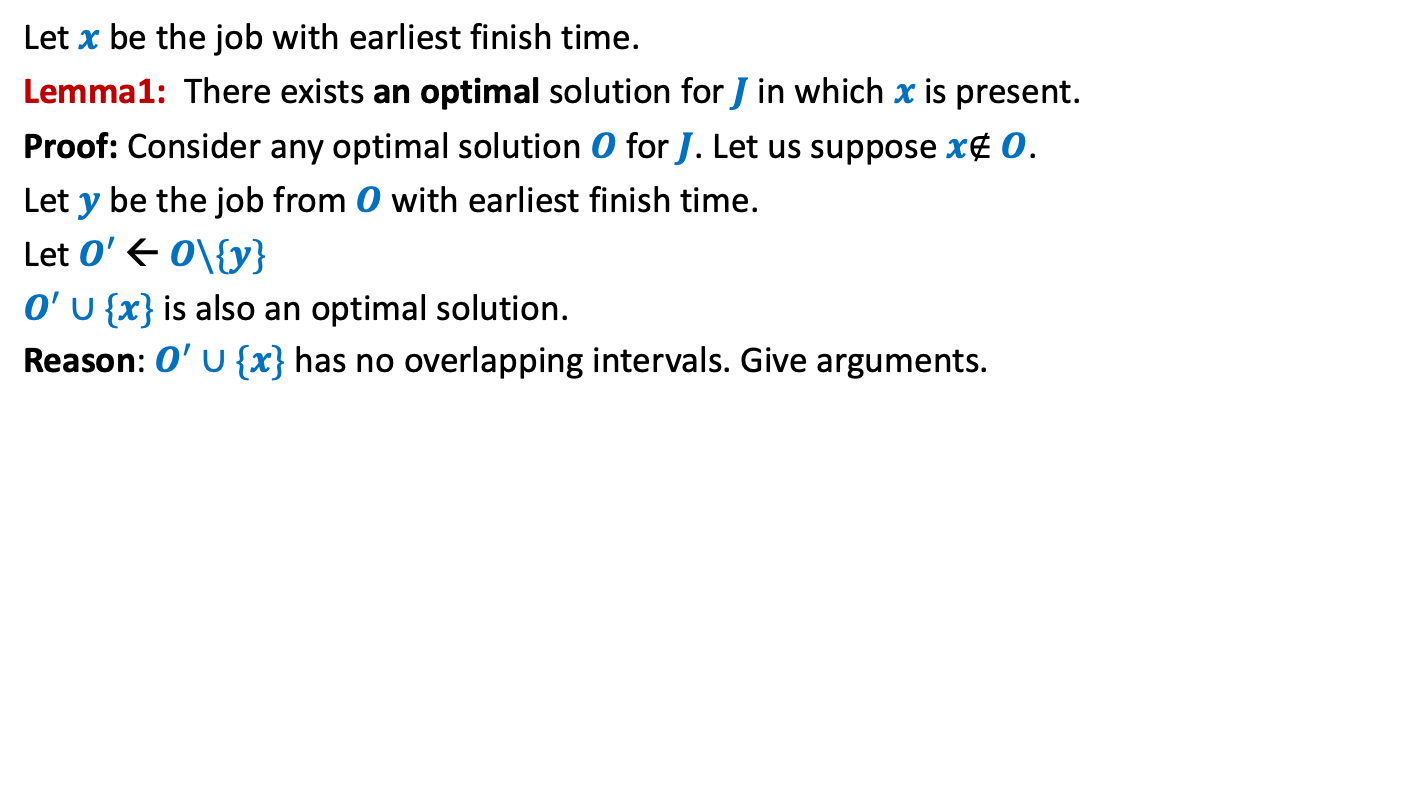 Let x be the job with earliest finish time.
Lemma1: There exists an optimal solution for J in which x is present.
Proof: Consider any optimal solution O for J. Let us suppose x∉ O.
Let y be the job from O with earliest finish time.
Let O′ ← O\{y}
O′ ∪ {x} is also an optimal solution.
Reason: O′ ∪ {x} has no overlapping intervals. Give arguments.